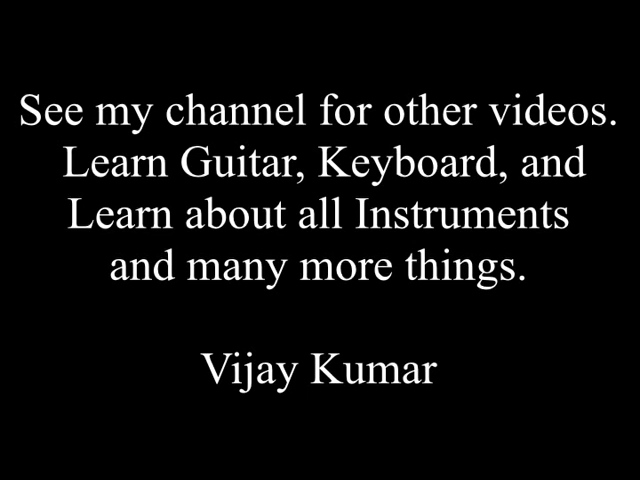 See my channel for other videos.
Learn Guitar, Keyboard, and
Learn about all Instruments
and many more things.
Vijay Kumar